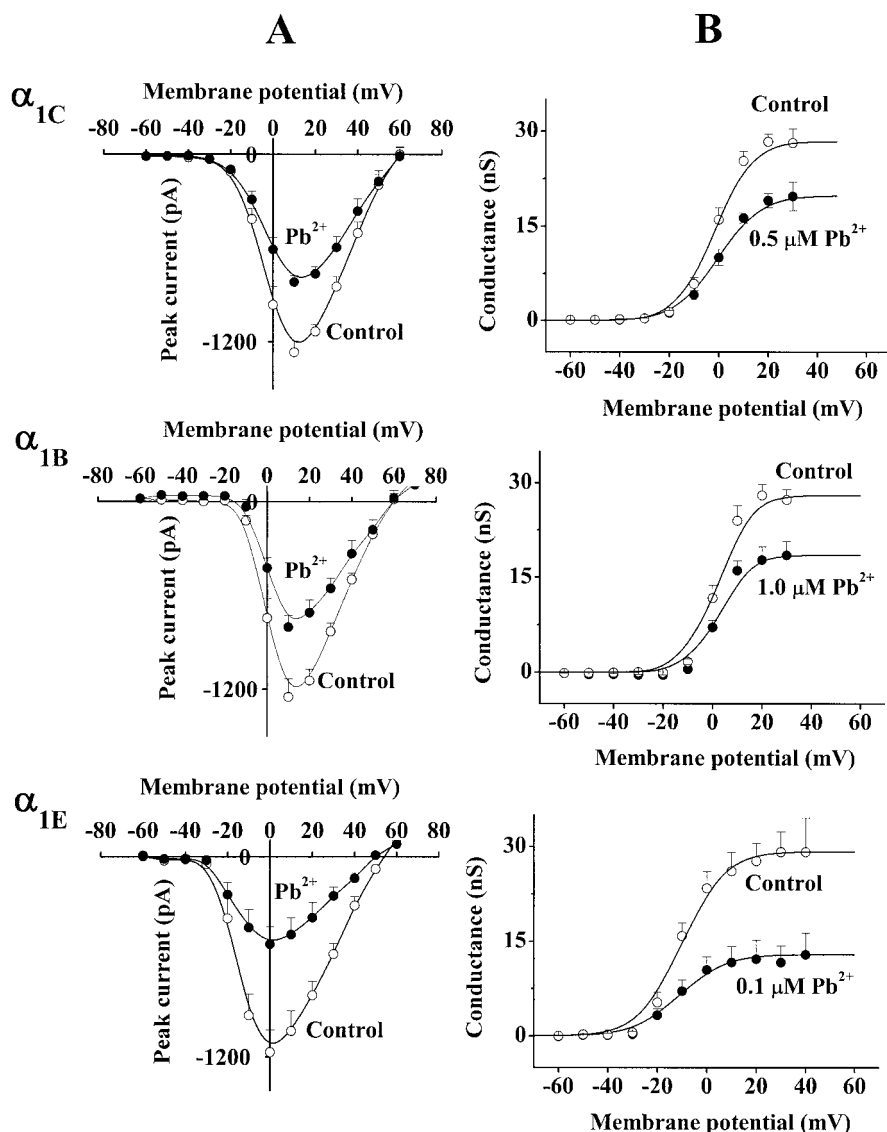 A
B
α1C
Membrane potential (mV)
-80 -60 -40 -20 0 20 40 60 80
0
Peak current (pA)
Pb2+
-1200
Control
30
15
0
Conductance (nS)
Control
0.5 μM Pb2+
-60 -40 -20 0 20 40 60
Membrane potential (mV)
α1B
Membrane potential (mV)
-80 -60 -40 -20 0 20 40 60 80
0
Peak current (pA)
Pb2+
-1200
Control
30
15
0
Conductance (nS)
Control
1.0 μM Pb2+
-60 -40 -20 0 20 40 60
Membrane potential (mV)
α1E
Membrane potential (mV)
-80 -60 -40 -20 0 20 40 60 80
0
Peak current (pA)
Pb2+
-1200
Control
30
15
0
Conductance (nS)
Control
0.1 μM Pb2+
-60 -40 -20 0 20 40 60
Membrane potential (mV)